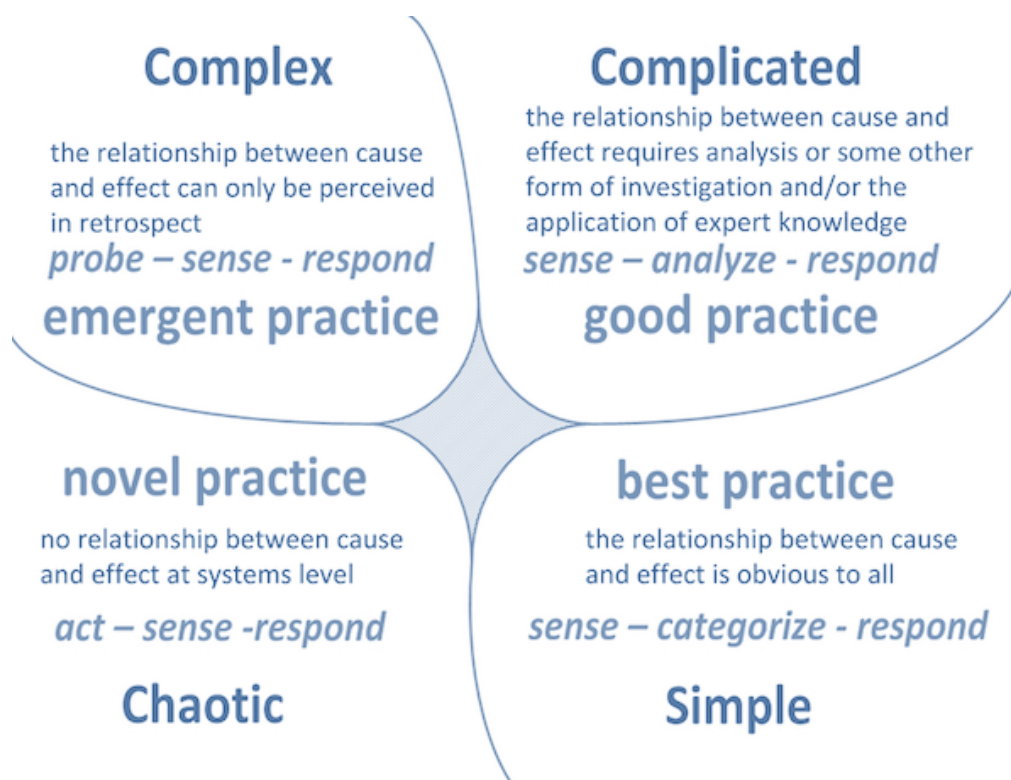 Complex
the relationship between cause
and effect can only be perceived
in retrospect
probe – sense - respond
emergent practice
Complicated
the relationship between cause and
effect requires analysis or some other
form of investigation and/or the
application of expert knowledge
sense – analyze - respond
good practice
novel practice
no relationship between cause
and effect at systems level
act – sense -respond
Chaotic
best practice
the relationship between cause
and effect is obvious to all
sense – categorize - respond
Simple